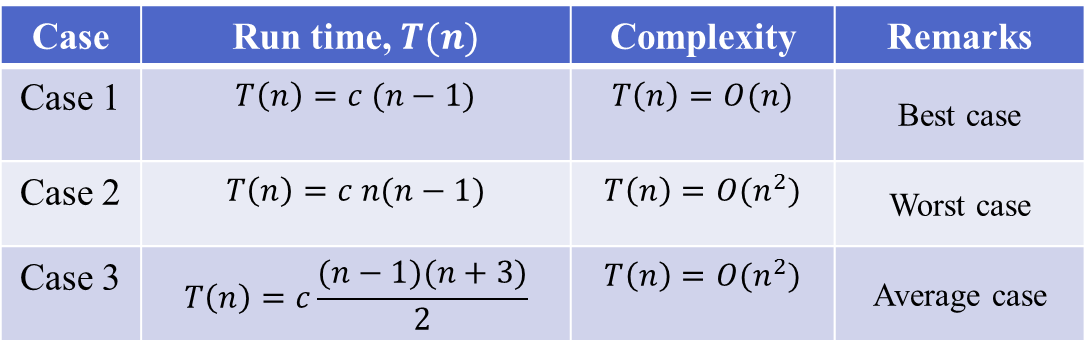 Case Run time, T(n) Complexity Remarks
Case 1 T(n) = c (n − 1) T(n) = O(n) Best case
Case 2 T(n) = c n(n − 1) T(n) = O(n²) Worst case
Case 3 T(n) = c (n − 1)(n + 3)/2 T(n) = O(n²) Average case